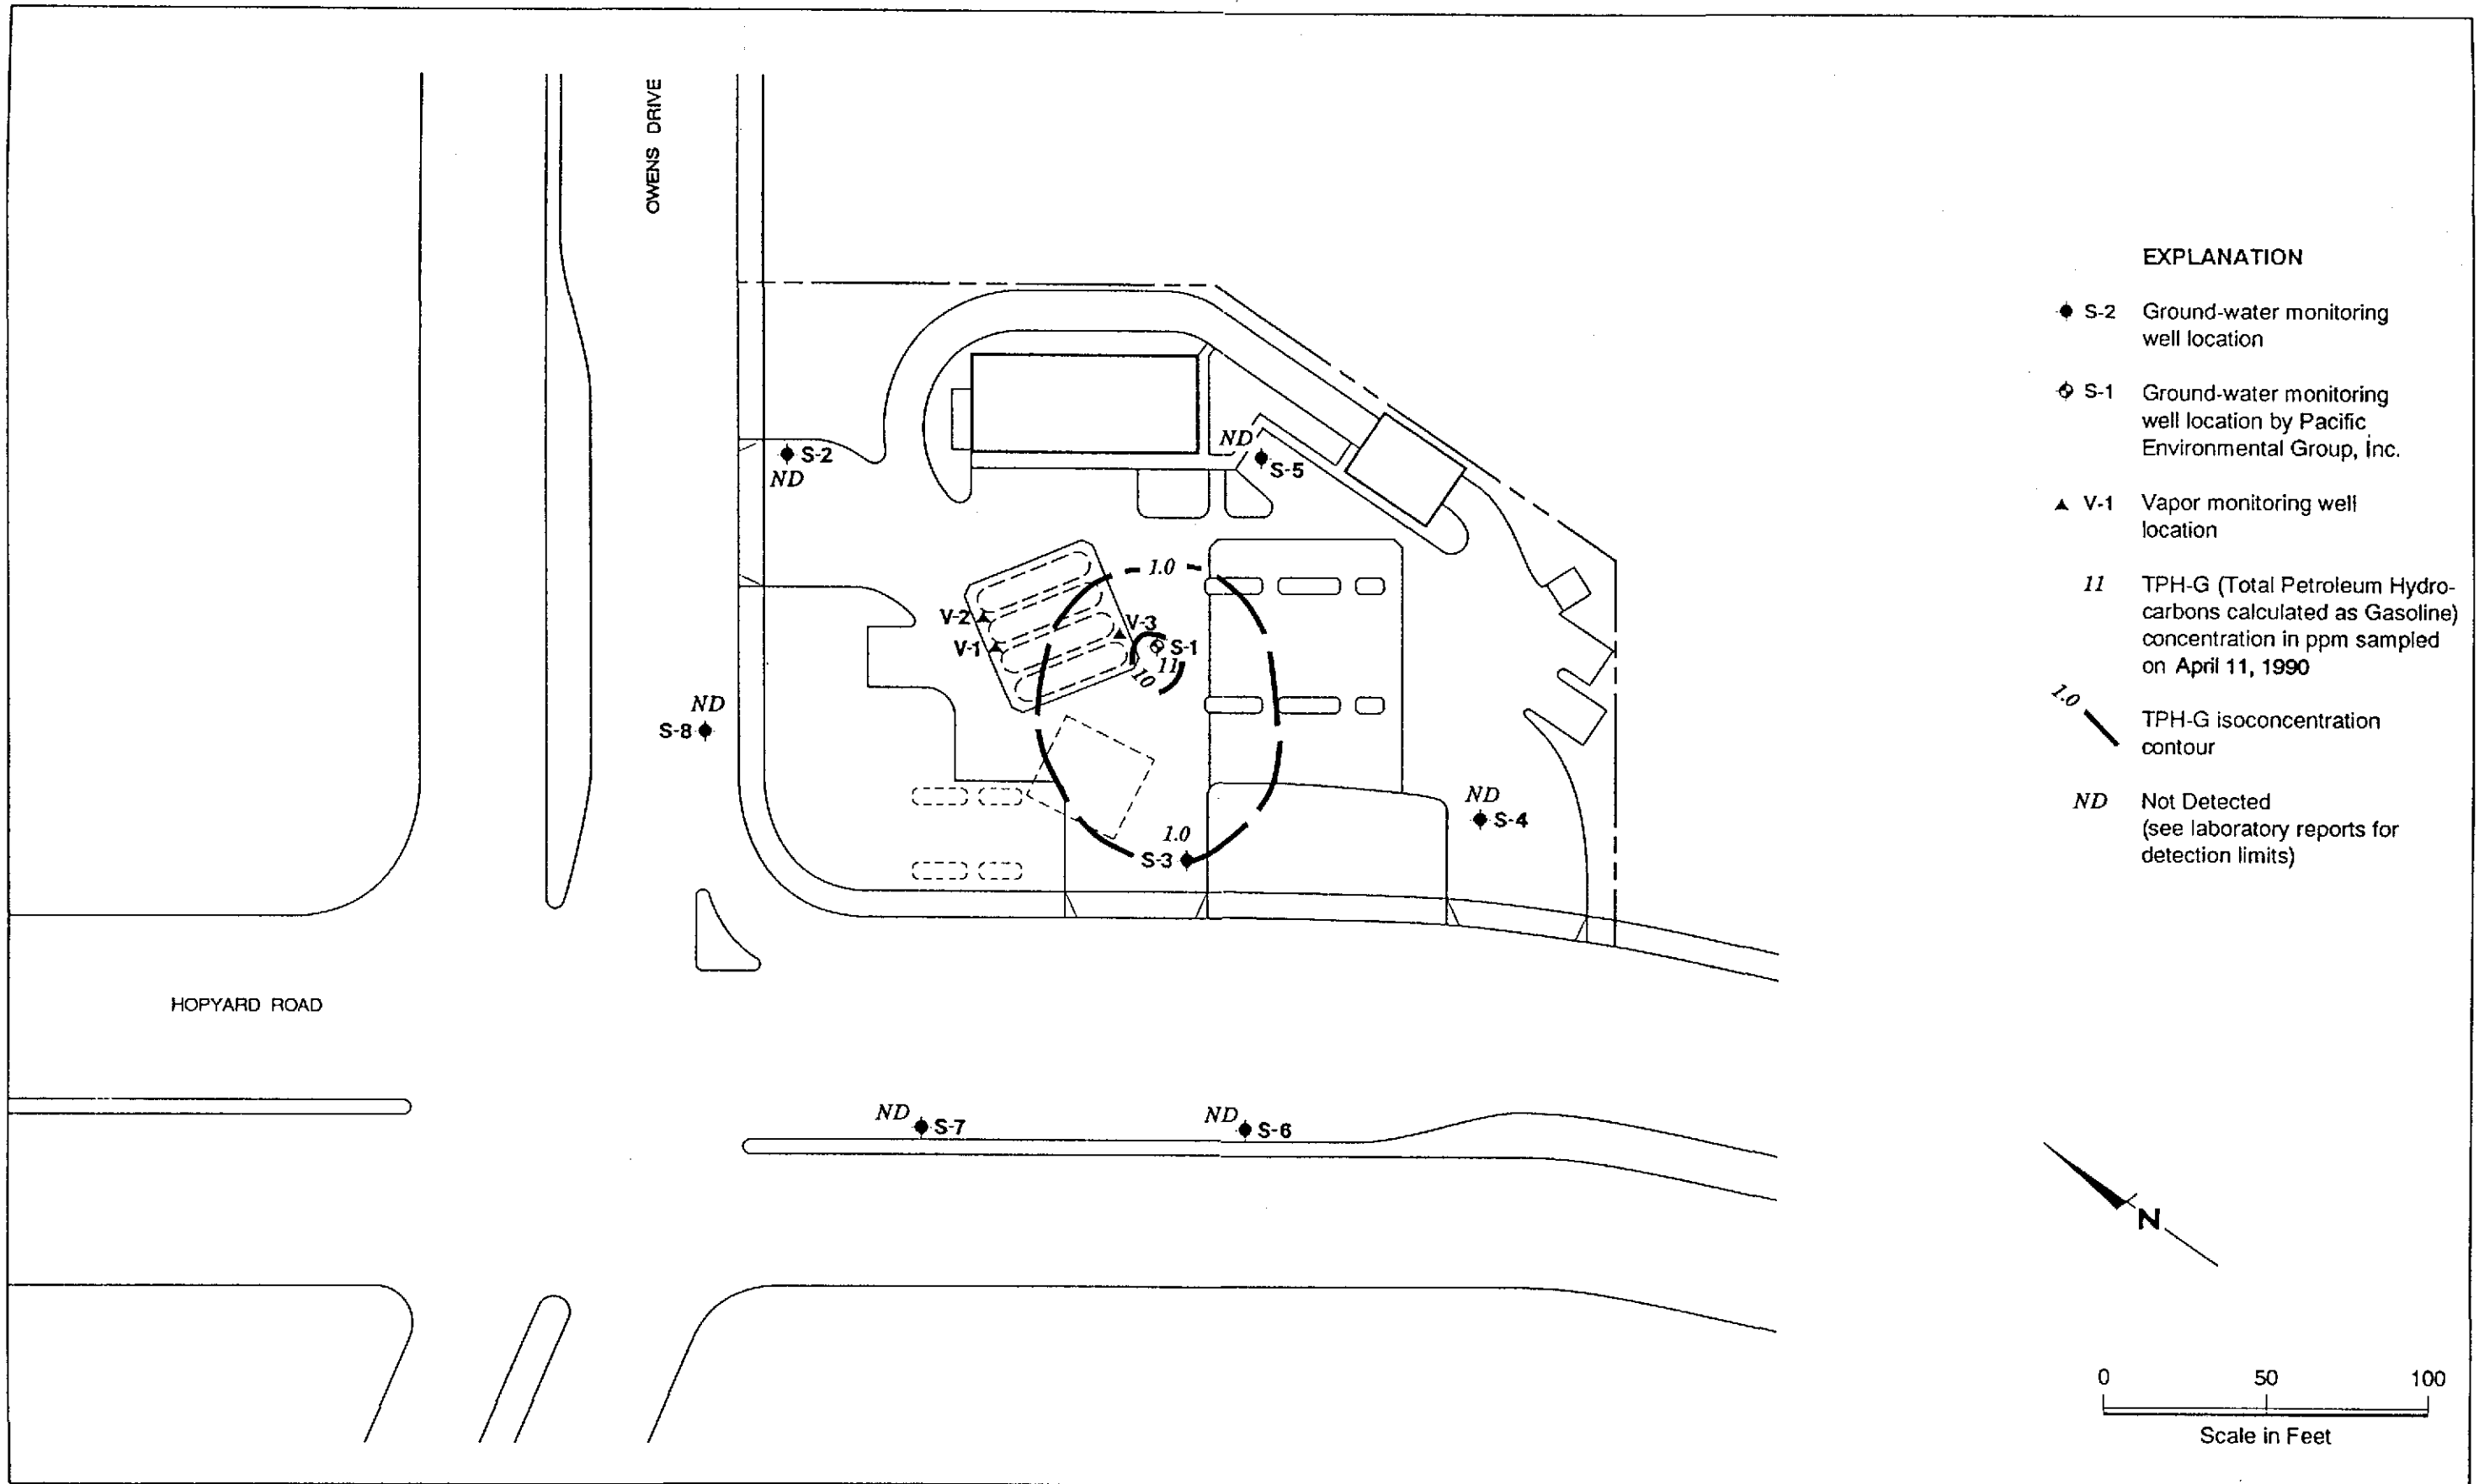 OWENS DRIVE
EXPLANATION
S-2 Ground-water monitoring
well location
S-1 Ground-water monitoring
well location by Pacific
Environmental Group, Inc.
V-1 Vapor monitoring well
location
11 TPH-G (Total Petroleum Hydro-
carbons calculated as Gasoline)
concentration in ppm sampled
on April 11, 1990
1.0
TPH-G isoconcentration
contour
ND Not Detected
(see laboratory reports for
detection limits)
S-2
ND
ND
S-5
1.0
V-2
V-3
V-1
S-1
11
10
ND
S-8
ND
S-4
1.0
S-3
HOPYARD ROAD
ND
S-7
ND
S-6
N
0 50 100
Scale in Feet